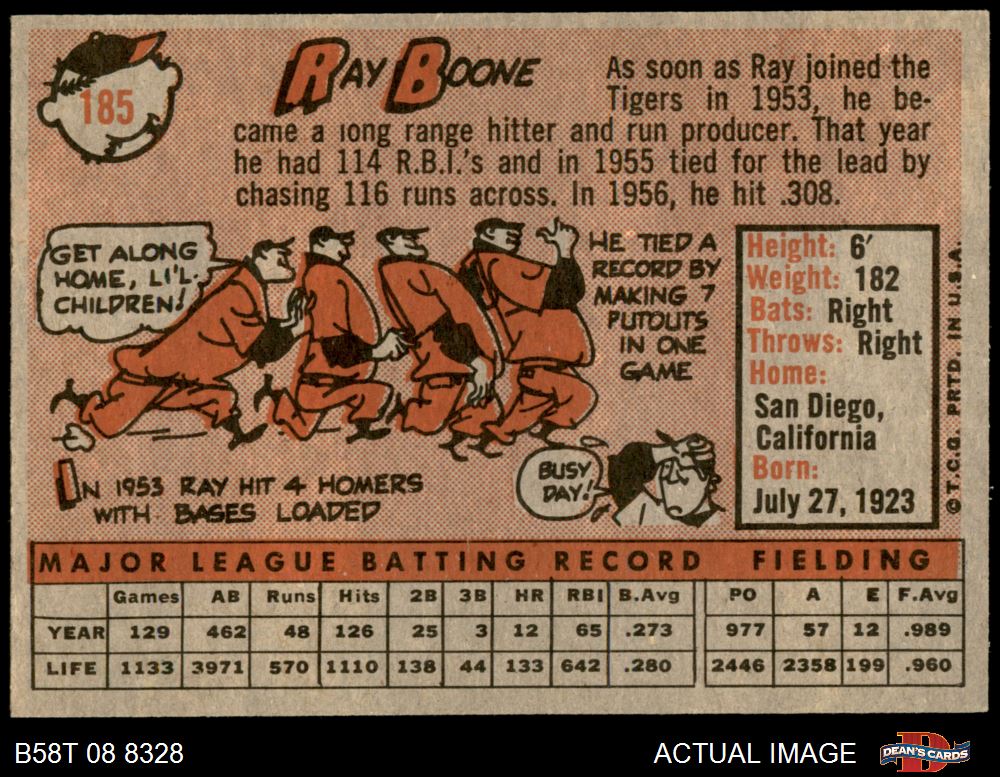 185
RAY BOONE
As soon as Ray joined the
Tigers in 1953, he be-
came a long range hitter and run producer. That year
he had 114 R.B.I.'s and in 1955 tied for the lead by
chasing 116 runs across. In 1956, he hit .308.
GET ALONG
HOME, LI'L
CHILDREN!
HE TIED A
RECORD BY
MAKING 7
PUTOUTS
IN ONE
GAME
IN 1953 RAY HIT 4 HOMERS
WITH BASES LOADED
BUSY
DAY!
Height: 6'
Weight: 182
Bats: Right
Throws: Right
Home:
San Diego,
California
Born:
July 27, 1923
©T.C.G. PRTD. IN U.S.A.
MAJOR LEAGUE BATTING RECORD FIELDING
Games AB Runs Hits 2B 3B HR RBI B.Avg PO A E F.Avg
YEAR 129 462 48 126 25 3 12 65 .273 977 57 12 .989
LIFE 1133 3971 570 1110 138 44 133 642 .280 2446 2358 199 .960
B58T 08 8328
ACTUAL IMAGE
DEAN'S CARDS